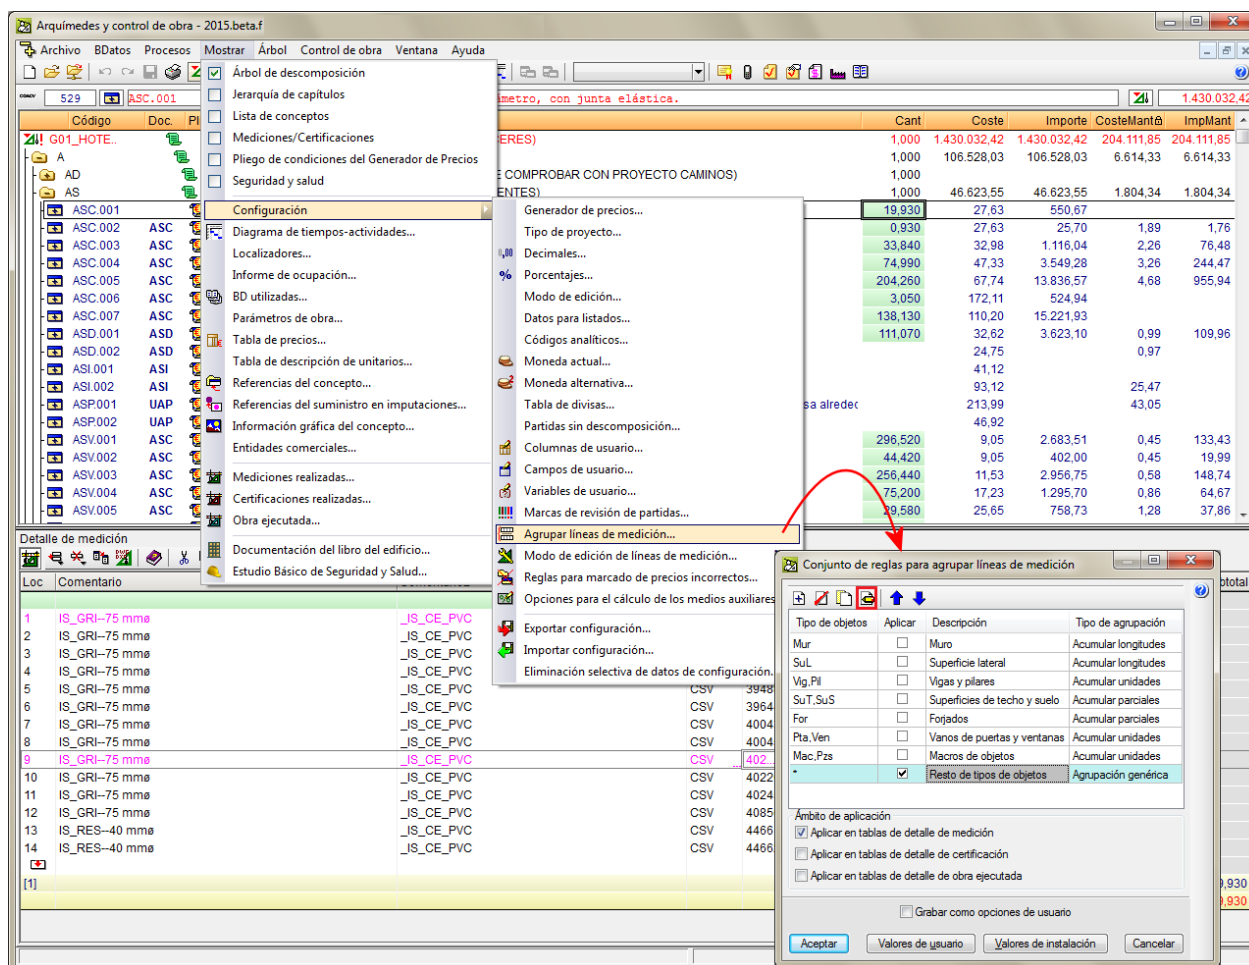 Arquímedes y control de obra - 2015.beta.f
Archivo BDatos Procesos Mostrar Árbol Control de obra Ventana Ayuda
529 ASC.001 ímetro, con junta elástica. 1.430.032,42
Código Doc. Cant Coste Importe CosteMant ImpMant
G01_HOTE.. ERES) 1,000 1.430.032,42 1.430.032,42 204.111,85 204.111,85
A 1,000 106.528,03 106.528,03 6.614,33 6.614,33
AD COMPROBAR CON PROYECTO CAMINOS) 1,000
AS ENTES) 1,000 46.623,55 46.623,55 1.804,34 1.804,34
ASC.001 19,930 27,63 550,67
ASC.002 ASC 0,930 27,63 25,70 1,89 1,76
ASC.003 ASC 33,840 32,98 1.116,04 2,26 76,48
ASC.004 ASC 74,990 47,33 3.549,28 3,26 244,47
ASC.005 ASC 204,260 67,74 13.836,57 4,68 955,94
ASC.006 ASC 3,050 172,11 524,94
ASC.007 ASC 138,130 110,20 15.221,93
ASD.001 ASD 111,070 32,62 3.623,10 0,99 109,96
ASD.002 ASD 24,75 0,97
ASI.001 ASI 41,12
ASI.002 ASI 93,12 25,47
ASP.001 UAP sa alrededor 213,99 43,05
ASP.002 UAP 46,92
ASV.001 ASC 296,520 9,05 2.683,51 0,45 133,43
ASV.002 ASC 44,420 9,05 402,00 0,45 19,99
ASV.003 ASC 256,440 11,53 2.956,75 0,58 148,74
ASV.004 ASC 75,200 17,23 1.295,70 0,86 64,67
ASV.005 ASC 29,580 25,65 758,73 1,28 37,86
Árbol de descomposición
Jerarquía de capítulos
Lista de conceptos
Mediciones/Certificaciones
Pliego de condiciones del Generador de Precios
Seguridad y salud
Configuración
Diagrama de tiempos-actividades...
Localizadores...
Informe de ocupación...
BD utilizadas...
Parámetros de obra...
Tabla de precios...
Tabla de descripción de unitarios...
Referencias del concepto...
Referencias del suministro en imputaciones...
Información gráfica del concepto...
Entidades comerciales...
Mediciones realizadas...
Certificaciones realizadas...
Obra ejecutada...
Documentación del libro del edificio...
Estudio Básico de Seguridad y Salud...
Generador de precios...
Tipo de proyecto...
0,00 Decimales...
% Porcentajes...
Modo de edición...
Datos para listados...
Códigos analíticos...
Moneda actual...
Moneda alternativa...
Tabla de divisas...
Partidas sin descomposición...
Columnas de usuario...
Campos de usuario...
Variables de usuario...
Marcas de revisión de partidas...
Agrupar líneas de medición...
Modo de edición de líneas de medición...
Reglas para marcado de precios incorrectos...
Opciones para el cálculo de los medios auxiliares
Exportar configuración...
Importar configuración...
Eliminación selectiva de datos de configuración.
Detalle de medición
Loc Comentario
1 IS_GRI--75 mmø _IS_CE_PVC
2 IS_GRI--75 mmø _IS_CE_PVC
3 IS_GRI--75 mmø _IS_CE_PVC
4 IS_GRI--75 mmø _IS_CE_PVC
5 IS_GRI--75 mmø _IS_CE_PVC CSV 3948
6 IS_GRI--75 mmø _IS_CE_PVC CSV 3964
7 IS_GRI--75 mmø _IS_CE_PVC CSV 4004
8 IS_GRI--75 mmø _IS_CE_PVC CSV 4004
9 IS_GRI--75 mmø _IS_CE_PVC CSV ... 402...
10 IS_GRI--75 mmø _IS_CE_PVC CSV 4022
11 IS_GRI--75 mmø _IS_CE_PVC CSV 4024
12 IS_GRI--75 mmø _IS_CE_PVC CSV 4085
13 IS_RES--40 mmø _IS_CE_PVC CSV 4466
14 IS_RES--40 mmø _IS_CE_PVC CSV 4466
[1] 9,930
9,930
Conjunto de reglas para agrupar líneas de medición
Tipo de objetos Aplicar Descripción Tipo de agrupación
Mur Muro Acumular longitudes
SuL Superficie lateral Acumular longitudes
Vig,Pil Vigas y pilares Acumular unidades
SuT,SuS Superficies de techo y suelo Acumular parciales
For Forjados Acumular parciales
Pta,Ven Vanos de puertas y ventanas Acumular unidades
Mac,Pzs Macros de objetos Acumular unidades
* Resto de tipos de objetos Agrupación genérica
Ámbito de aplicación
Aplicar en tablas de detalle de medición
Aplicar en tablas de detalle de certificación
Aplicar en tablas de detalle de obra ejecutada
Grabar como opciones de usuario
Aceptar Valores de usuario Valores de instalación Cancelar